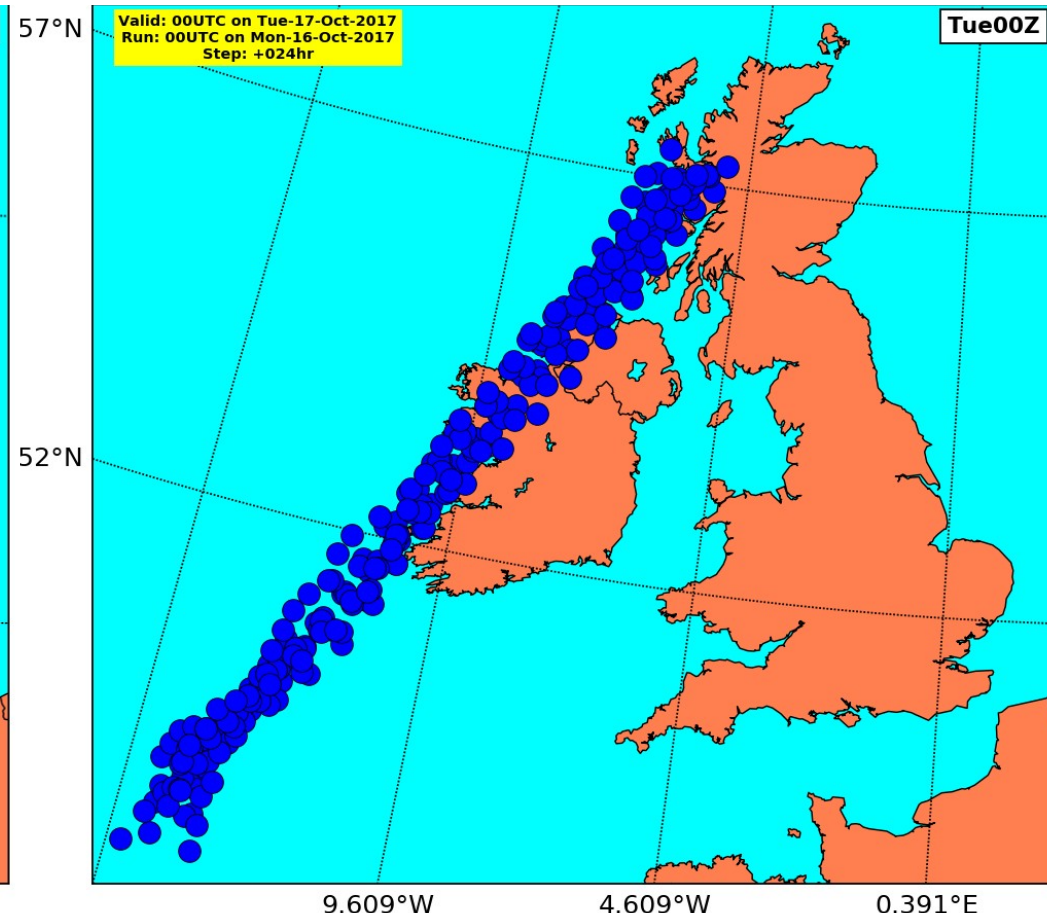 57°N
Valid: 00UTC on Tue-17-Oct-2017
Run: 00UTC on Mon-16-Oct-2017
Step: +024hr
Tue00Z
52°N
9.609°W
4.609°W
0.391°E